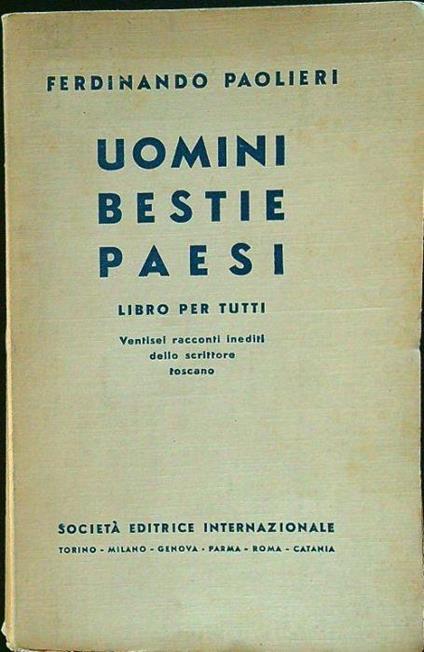 FERDINANDO PAOLIERI
UOMINI
BESTIE
PAESI
LIBRO PER TUTTI
Ventisei racconti inediti
dello scrittore
toscano
SOCIETÀ EDITRICE INTERNAZIONALE
TORINO - MILANO - GENOVA - PARMA - ROMA - CATANIA